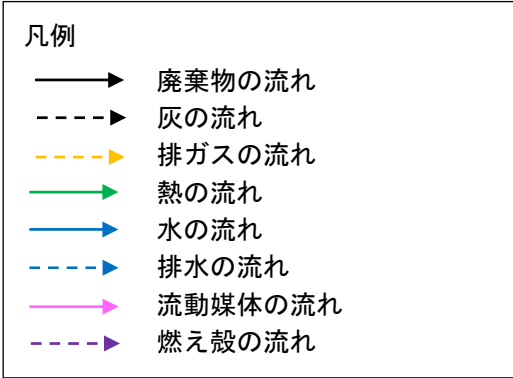 凡例
廃棄物の流れ
灰の流れ
排ガスの流れ
熱の流れ
水の流れ
排水の流れ
流動媒体の流れ
燃え殻の流れ